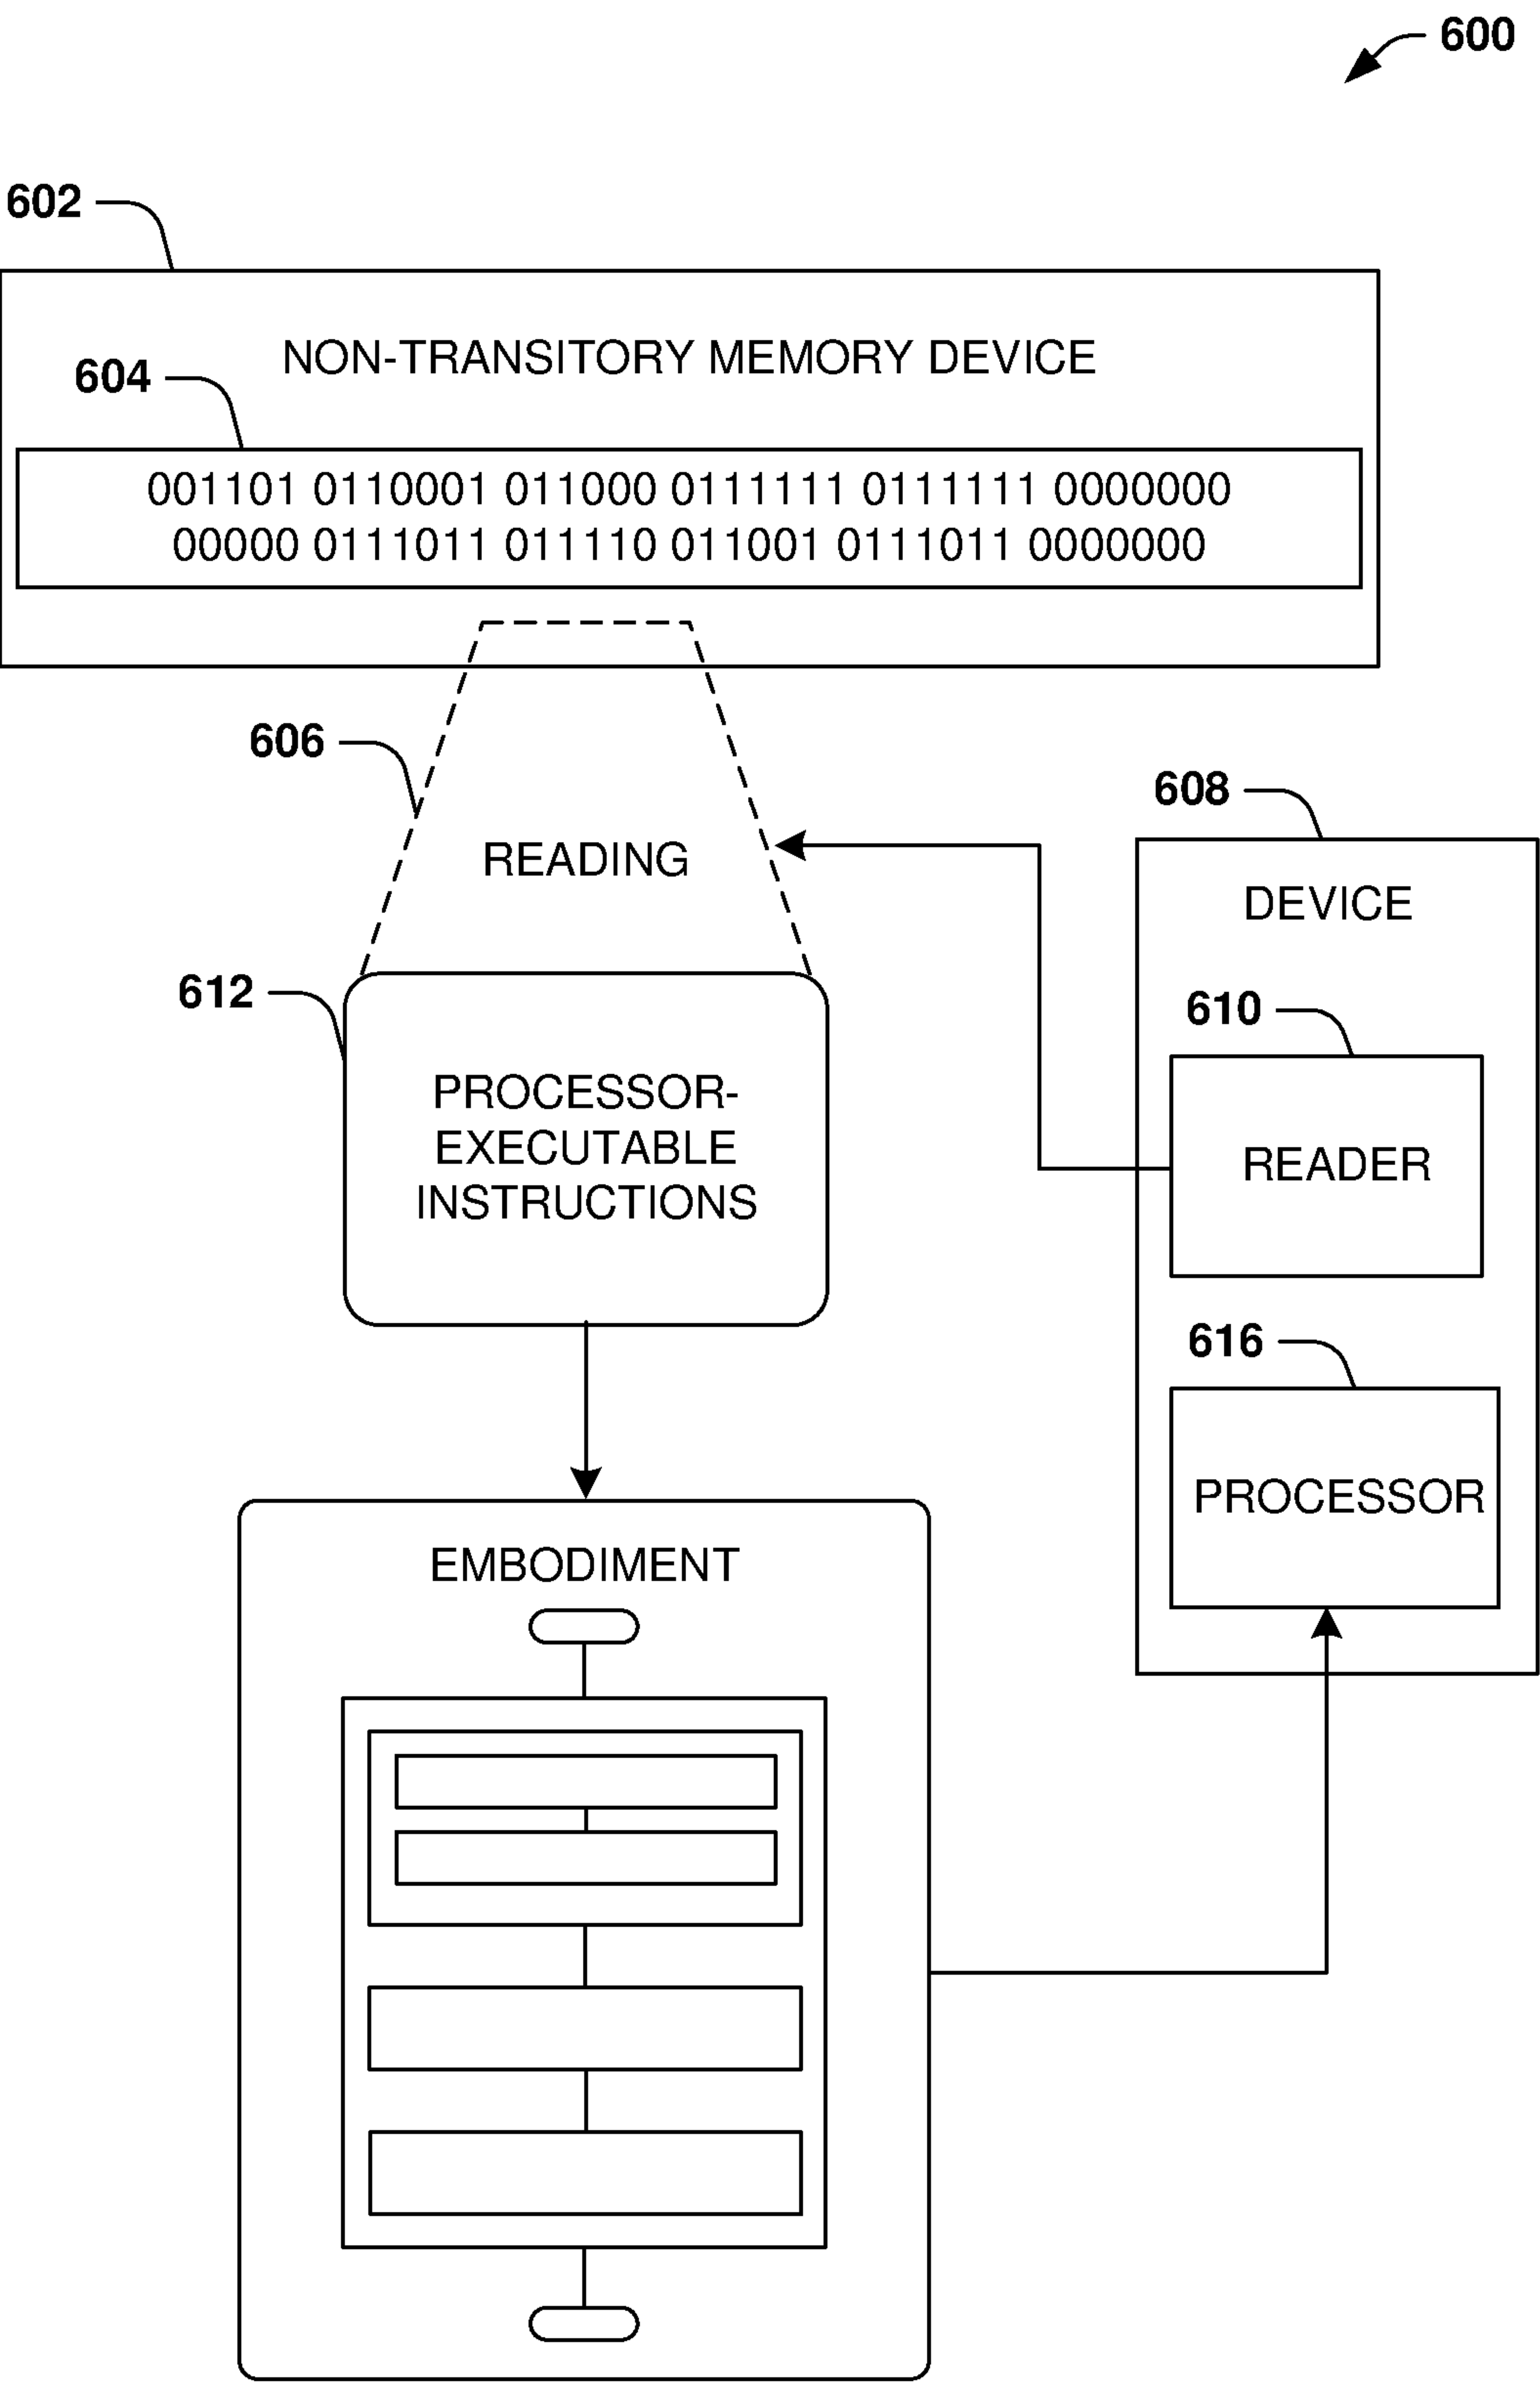 600
602
NON-TRANSITORY MEMORY DEVICE
604
001101 0110001 011000 0111111 0111111 0000000
00000 0111011 011110 011001 0111011 0000000
606
READING
608
DEVICE
612
610
PROCESSOR-
EXECUTABLE
INSTRUCTIONS
READER
616
PROCESSOR
EMBODIMENT